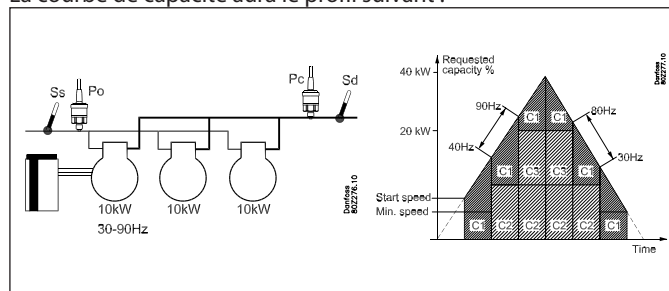 La courbe de capacité aura le profil suivant :
Ss
Po
Pc
Sd
10kW
10kW
10kW
30-90Hz
Danfoss
80Z276.10
Requested
capacity %
40 kW
20 kW
90Hz
40Hz
80Hz
30Hz
Start speed
Min. speed
C1
C1
C1
C3
C3
C1
C1
C2
C2
C2
C2
C1
Time
Danfoss
80Z277.10